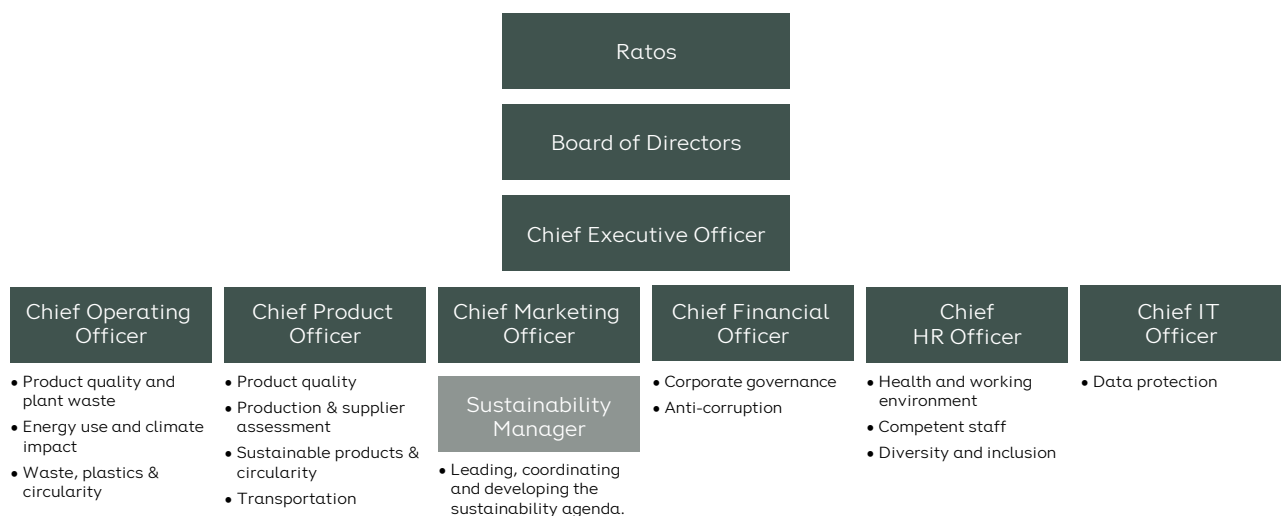 Ratos
Board of Directors
Chief Executive Officer
Chief Operating
Officer
• Product quality and
plant waste
• Energy use and climate
impact
• Waste, plastics &
circularity
Chief Product
Officer
• Product quality
• Production & supplier
assessment
• Sustainable products &
circularity
• Transportation
Chief Marketing
Officer
Sustainability
Manager
• Leading, coordinating
and developing the
sustainability agenda.
Chief Financial
Officer
• Corporate governance
• Anti-corruption
Chief
HR Officer
• Health and working
environment
• Competent staff
• Diversity and inclusion
Chief IT
Officer
• Data protection